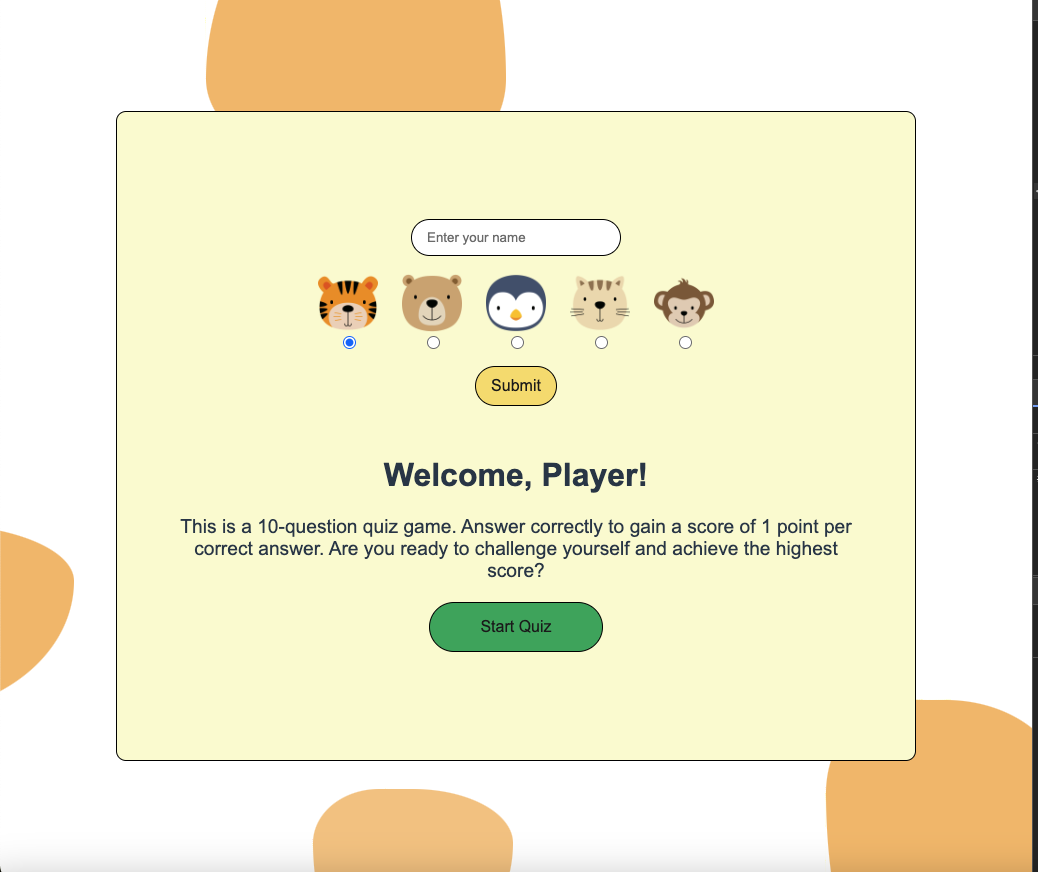 Enter your name
Submit
Welcome, Player!
This is a 10-question quiz game. Answer correctly to gain a score of 1 point per
correct answer. Are you ready to challenge yourself and achieve the highest
score?
Start Quiz